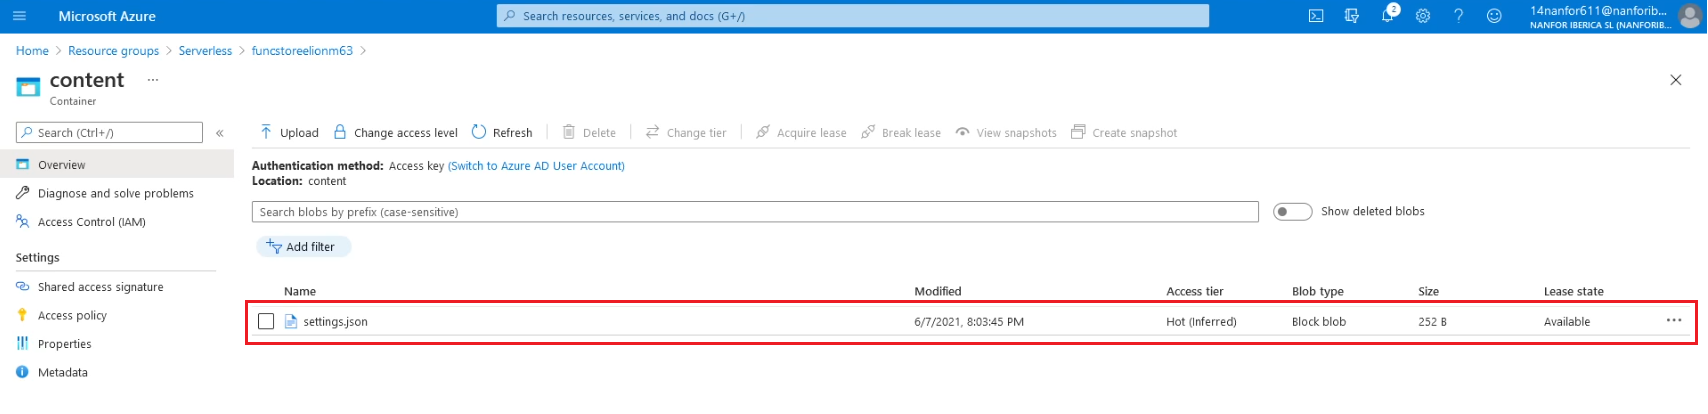 Microsoft Azure
Search resources, services, and docs (G+/)
2
14nanfor611@nanforib...
NANFOR IBERICA SL (NANFORIB...
Home > Resource groups > Serverless > funcstoreelionm63 >
content ...
Container
Search (Ctrl+/) «
Upload Change access level Refresh Delete Change tier Acquire lease Break lease View snapshots Create snapshot
Overview
Authentication method: Access key (Switch to Azure AD User Account)
Location: content
Diagnose and solve problems
Search blobs by prefix (case-sensitive) Show deleted blobs
Access Control (IAM)
Add filter
Settings
Shared access signature
Name Modified Access tier Blob type Size Lease state
Access policy
settings.json 6/7/2021, 8:03:45 PM Hot (Inferred) Block blob 252 B Available ...
Properties
Metadata